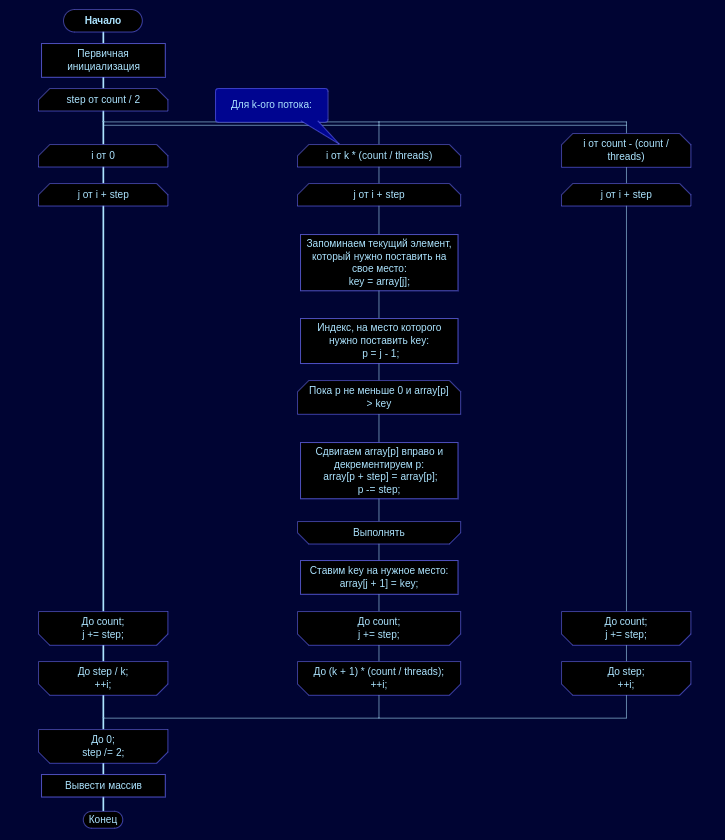 Начало
Первичная
инициализация
step от count / 2
Для k-ого потока:
i от 0
i от k * (count / threads)
i от count - (count /
threads)
j от i + step
j от i + step
j от i + step
Запоминаем текущий элемент,
который нужно поставить на
свое место:
key = array[j];
Индекс, на место которого
нужно поставить key:
p = j - 1;
Пока p не меньше 0 и array[p]
> key
Сдвигаем array[p] вправо и
декрементируем p:
array[p + step] = array[p];
p -= step;
Выполнять
Ставим key на нужное место:
array[j + 1] = key;
До count;
j += step;
До count;
j += step;
До count;
j += step;
До step / k;
++i;
До (k + 1) * (count / threads);
++i;
До step;
++i;
До 0;
step /= 2;
Вывести массив
Конец